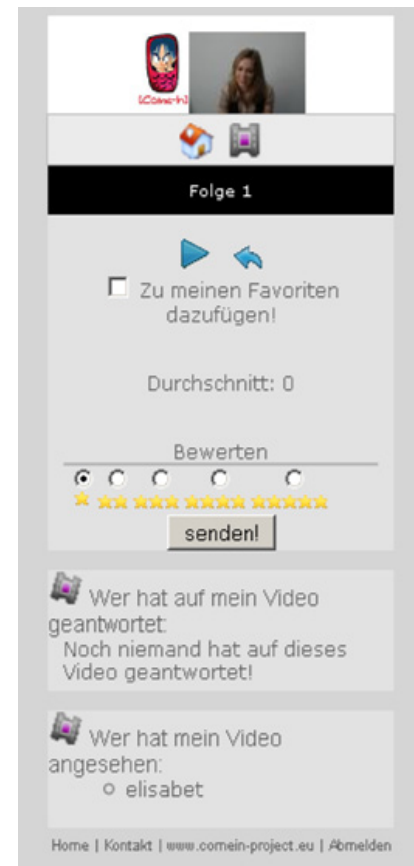 [Come-In]
Folge 1
Zu meinen Favoriten
dazufügen!
Durchschnitt: 0
Bewerten
senden!
Wer hat auf mein Video
geantwortet:
Noch niemand hat auf dieses
Video geantwortet!
Wer hat mein Video
angesehen:
elisabet
Home | Kontakt | www.comein-project.eu | Abmelden